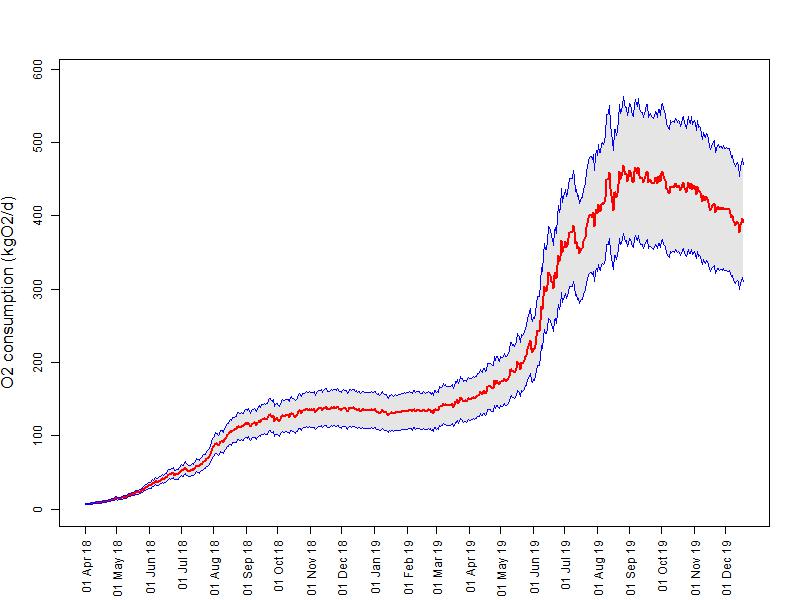 O2 consumption (kgO2/d)
600
500
400
300
200
100
0
01 Apr 18
01 May 18
01 Jun 18
01 Jul 18
01 Aug 18
01 Sep 18
01 Oct 18
01 Nov 18
01 Dec 18
01 Jan 19
01 Feb 19
01 Mar 19
01 Apr 19
01 May 19
01 Jun 19
01 Jul 19
01 Aug 19
01 Sep 19
01 Oct 19
01 Nov 19
01 Dec 19